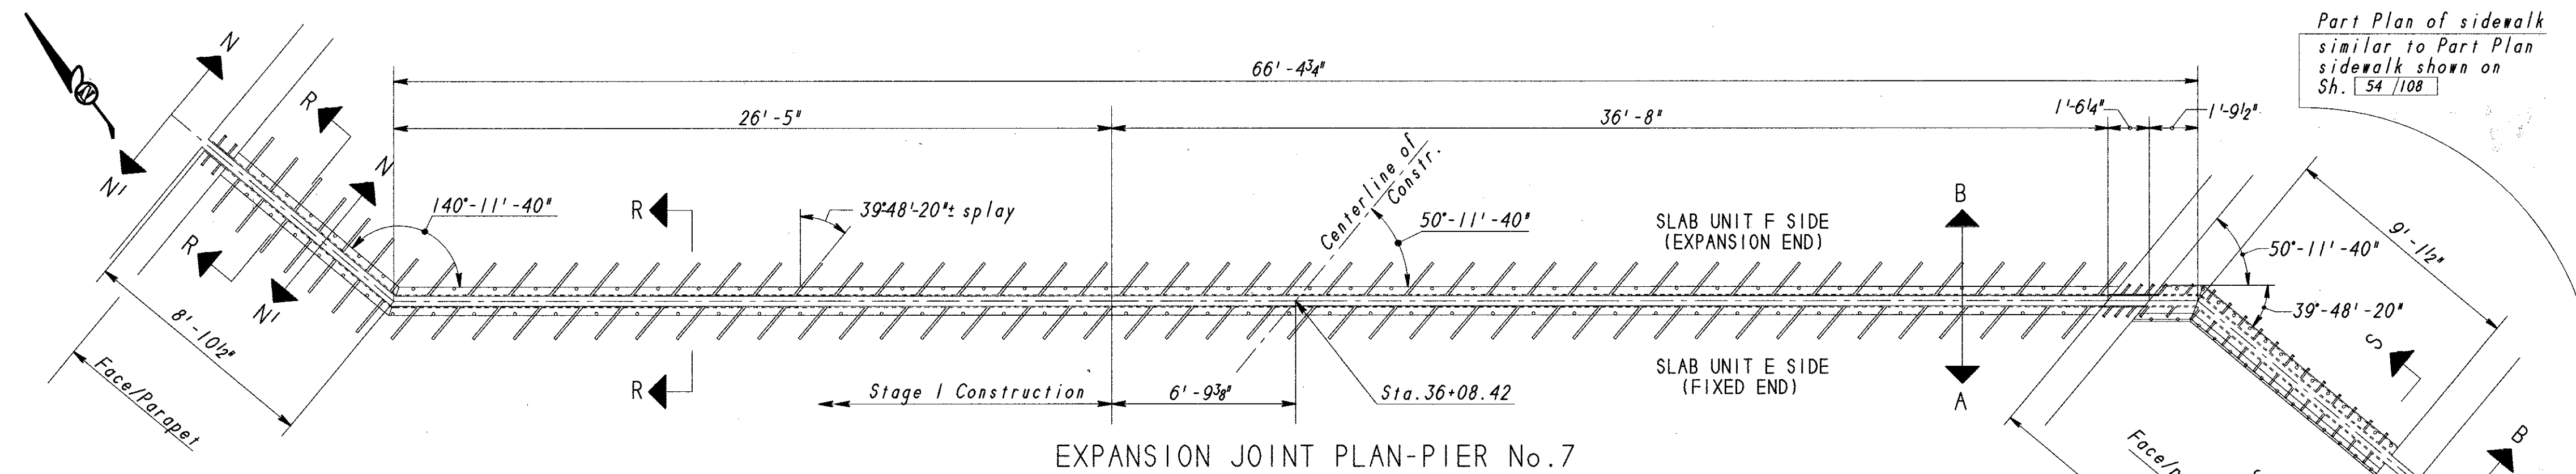 Part Plan of sidewalk
similar to Part Plan
sidewalk shown on
Sh. 54 /108
66'-4¾"
26'-5"
36'-8"
1'-6¼"
1'-9½"
N
N
R
R
N
N'
N'
R
R
140°-11'-40"
39°48'-20"± splay
Centerline of
Constr.
50°-11'-40"
SLAB UNIT F SIDE
(EXPANSION END)
B
A
50°-11'-40"
39°-48'-20"
9'-1½"
8'-10½"
Face/Parapet
Stage I Construction
6'-9⅜"
Sta.36+08.42
SLAB UNIT E SIDE
(FIXED END)
S
B
EXPANSION JOINT PLAN-PIER No.7